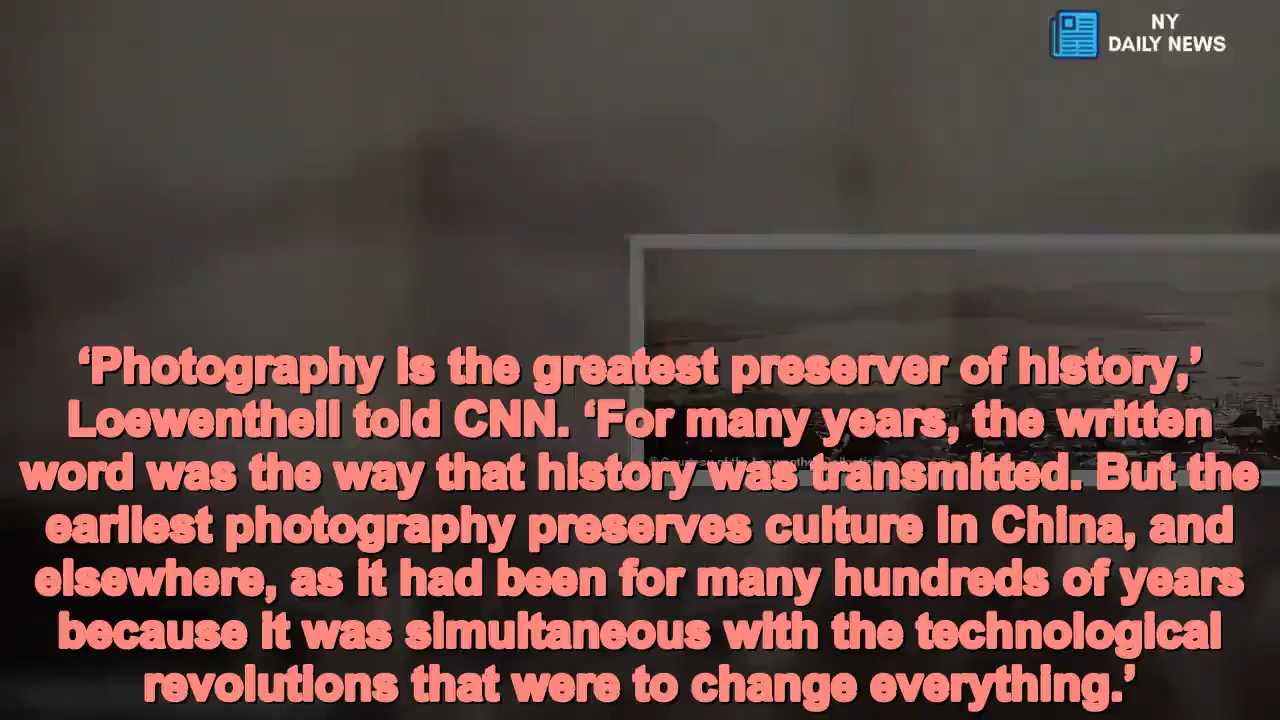 NY
DAILY NEWS
‘Photography is the greatest preserver of history,’
Loewentheil told CNN. ‘For many years, the written
word was the way that history was transmitted. But the
earliest photography preserves culture in China, and
elsewhere, as it had been for many hundreds of years
because it was simultaneous with the technological
revolutions that were to change everything.’